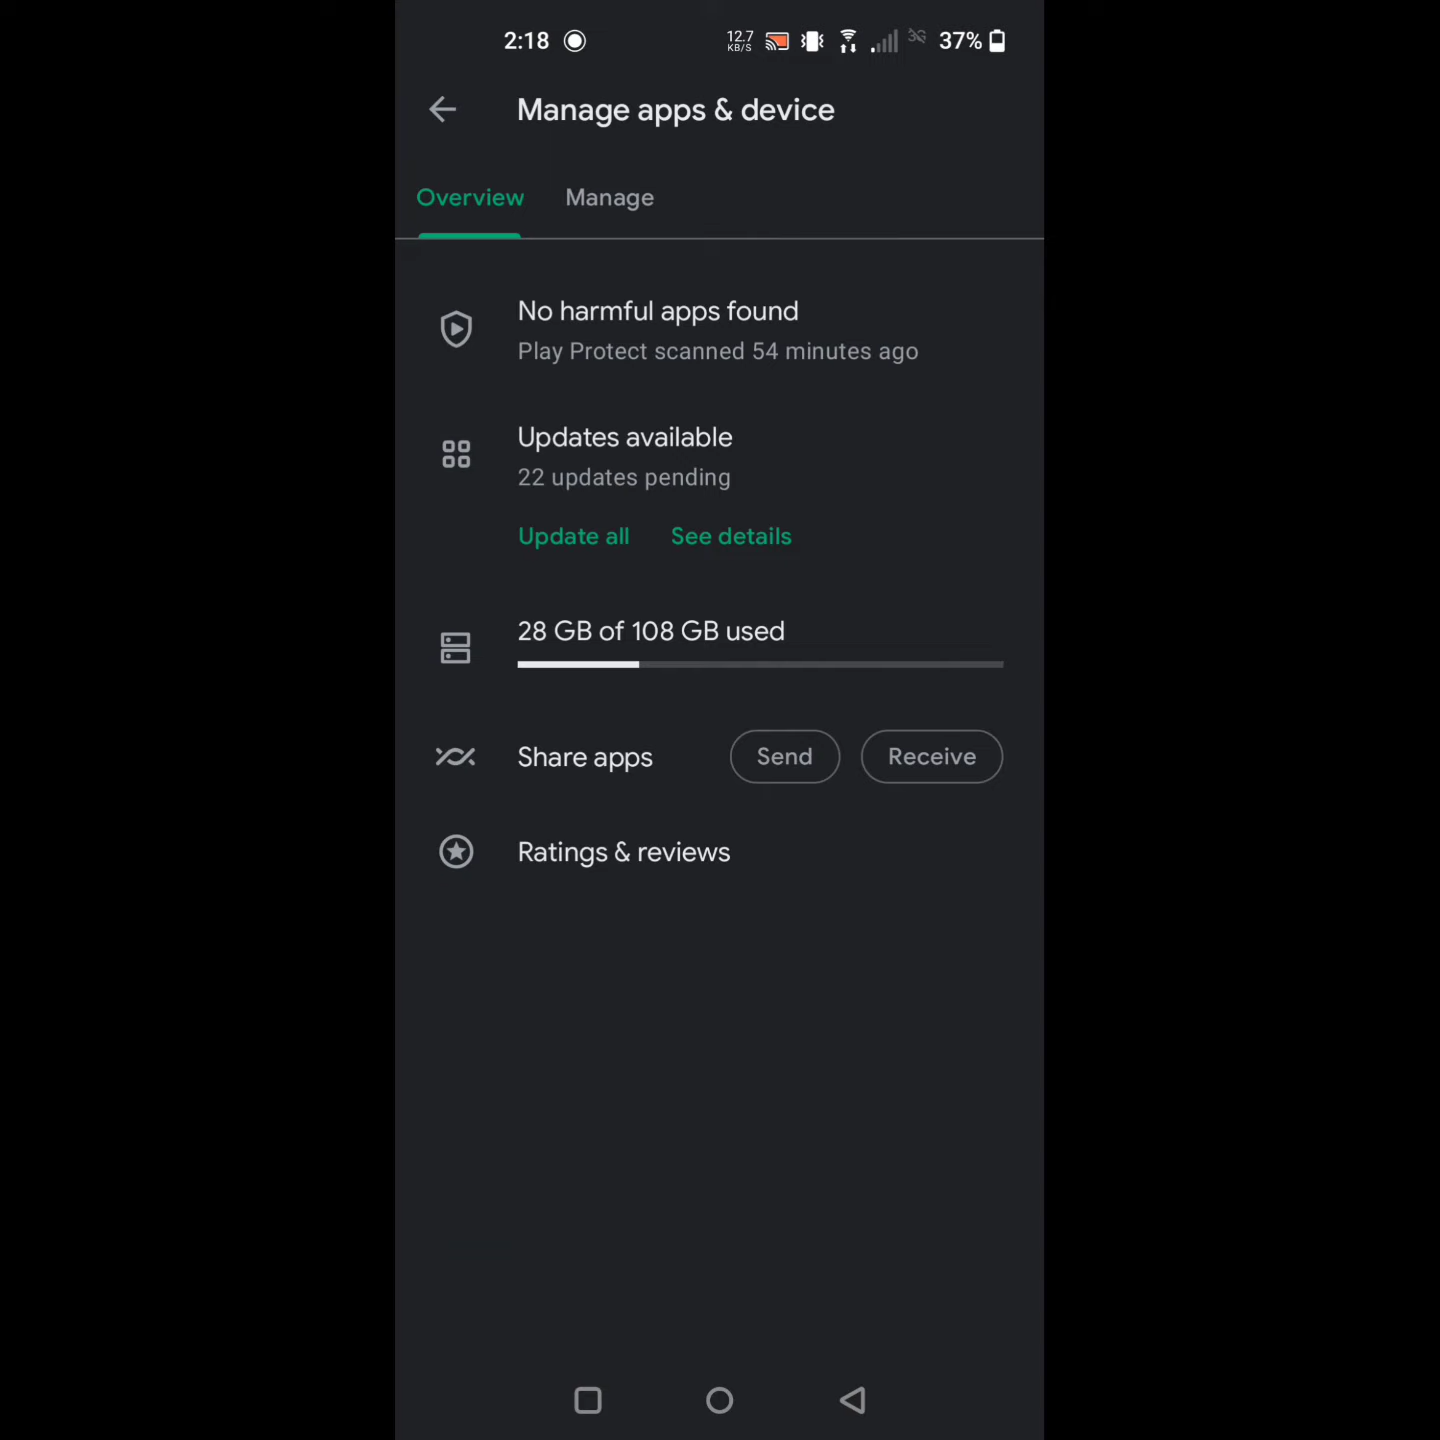 2:18
12.7
KB/S
3G
37%
Manage apps & device
Overview
Manage
No harmful apps found
Play Protect scanned 54 minutes ago
Updates available
22 updates pending
Update all
See details
28 GB of 108 GB used
Share apps
Send
Receive
Ratings & reviews